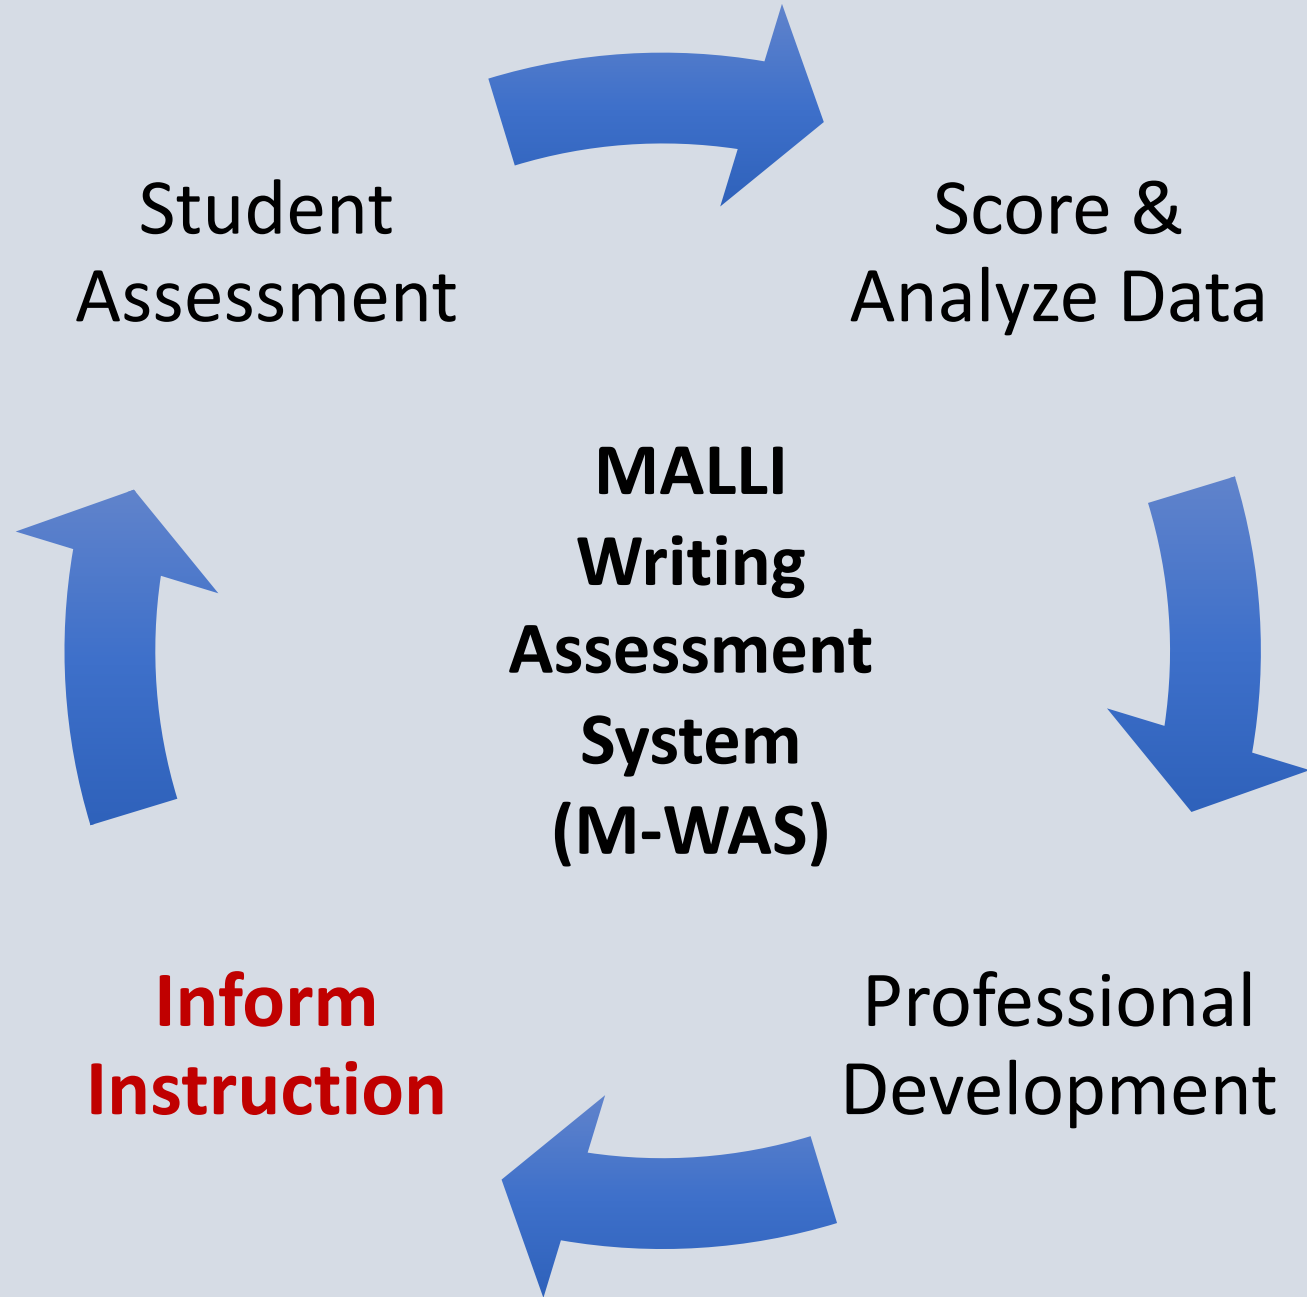 Student
Assessment
Score &
Analyze Data
MALLI
Writing
Assessment
System
(M-WAS)
Inform
Instruction
Professional
Development